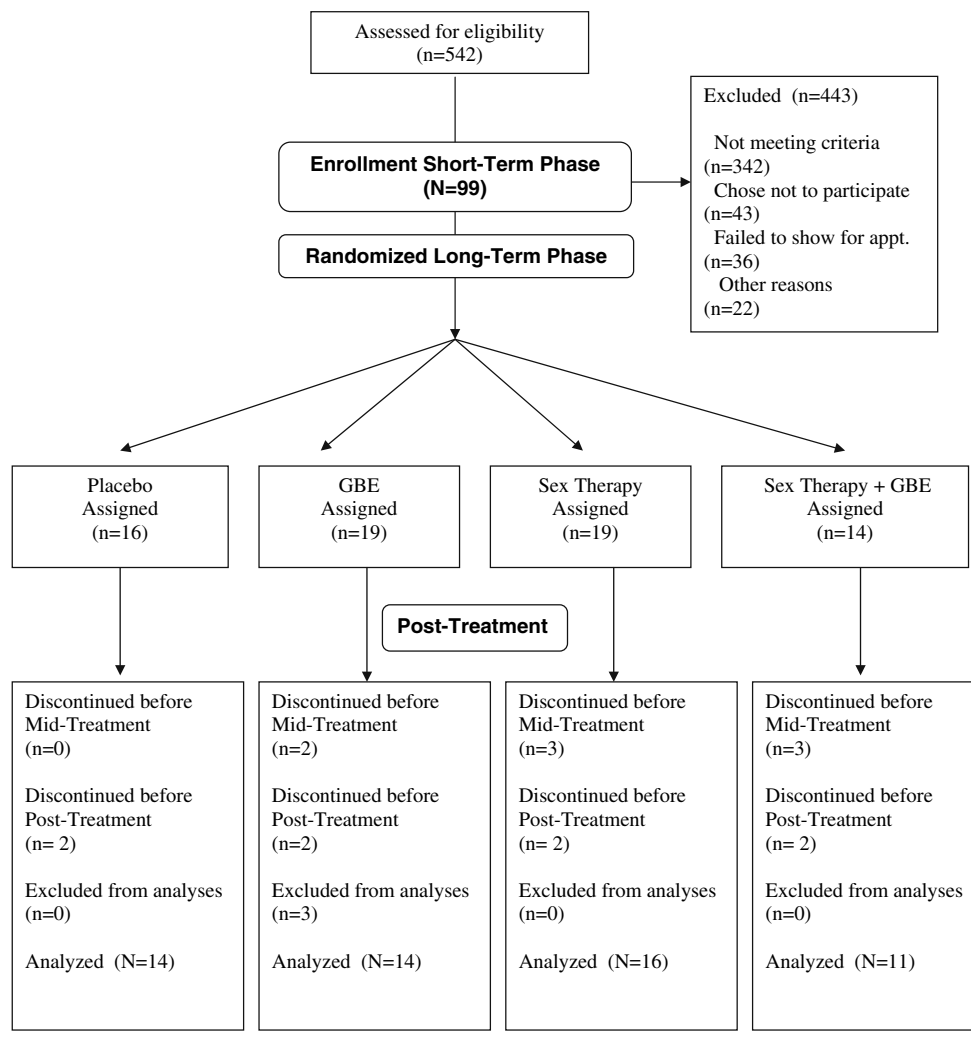 Assessed for eligibility
(n=542)
Excluded (n=443)
Not meeting criteria
(n=342)
Chose not to participate
(n=43)
Failed to show for appt.
(n=36)
Other reasons
(n=22)
Enrollment Short-Term Phase
(N=99)
Randomized Long-Term Phase
Placebo
Assigned
(n=16)
GBE
Assigned
(n=19)
Sex Therapy
Assigned
(n=19)
Sex Therapy + GBE
Assigned
(n=14)
Post-Treatment
Discontinued before
Mid-Treatment
(n=0)
Discontinued before
Post-Treatment
(n= 2)
Excluded from analyses
(n=0)
Analyzed (N=14)
Discontinued before
Mid-Treatment
(n=2)
Discontinued before
Post-Treatment
(n=2)
Excluded from analyses
(n=3)
Analyzed (N=14)
Discontinued before
Mid-Treatment
(n=3)
Discontinued before
Post-Treatment
(n= 2)
Excluded from analyses
(n=0)
Analyzed (N=16)
Discontinued before
Mid-Treatment
(n=3)
Discontinued before
Post-Treatment
(n= 2)
Excluded from analyses
(n=0)
Analyzed (N=11)